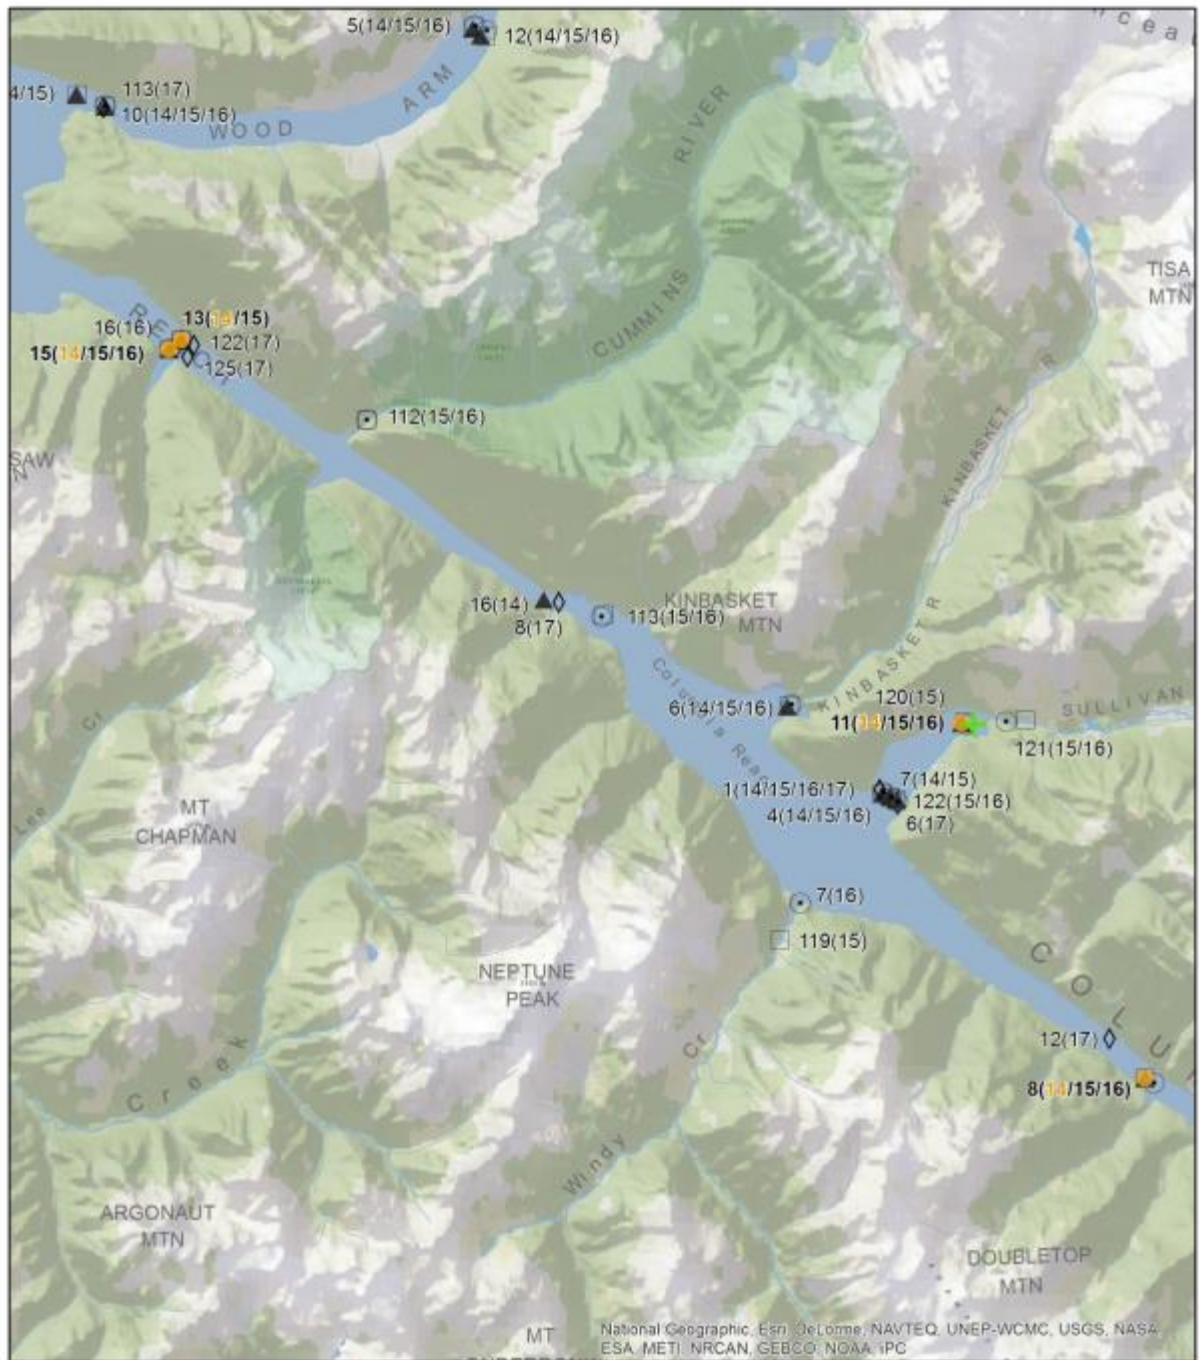 5(14/15/16)
12(14/15/16)
4/15)
113(17)
10(14/15/16)
WOOD
ARM
RIVER
CUMMINS
TISA
MTN
16(16)
13(14/15)
15(14/15/16)
122(17)
125(17)
112(15/16)
SAW
KINBASKET R
16(14)
8(17)
KINBASKET
MTN
113(15/16)
Columbia Reach
6(14/15/16)
KINBASKET R
120(15)
11(14/15/16)
SULLIVAN
121(15/16)
1(14/15/16/17)
7(14/15)
4(14/15/16)
122(15/16)
6(17)
MT
CHAPMAN
Cr
7(16)
119(15)
NEPTUNE
PEAK
COLU
Creek
Windy Cr
12(17)
8(14/15/16)
ARGONAUT
MTN
DOUBLETOP
MTN
MT
National Geographic, Esri, DeLorme, NAVTEQ, UNEP-WCMC, USGS, NASA,
ESA, METI, NRCAN, GEBCO, NOAA, iPC